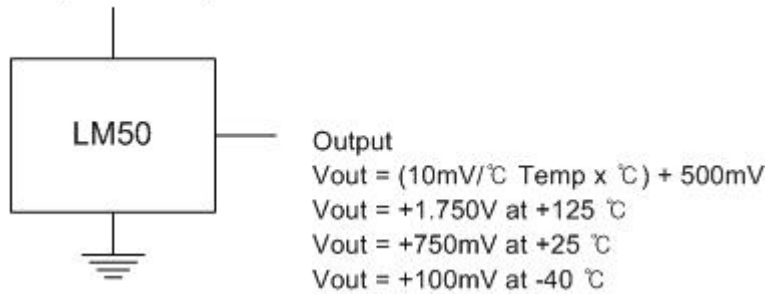 LM50
Output
Vout = (10mV/℃ Temp x ℃) + 500mV
Vout = +1.750V at +125 ℃
Vout = +750mV at +25 ℃
Vout = +100mV at -40 ℃